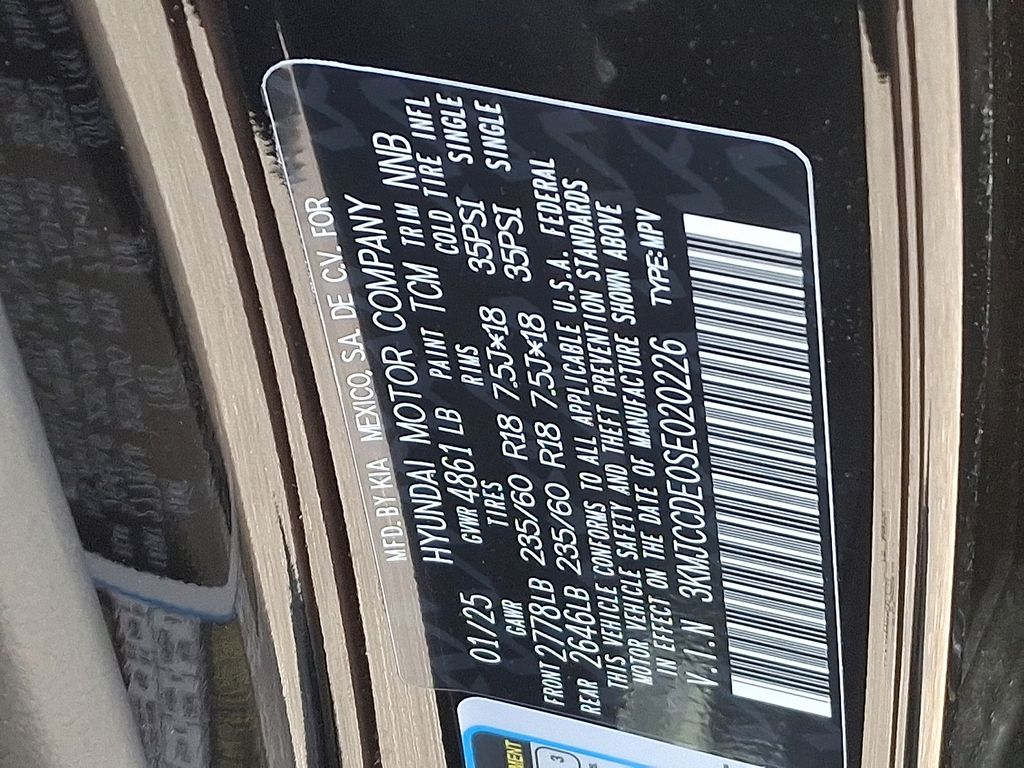 MFD. BY KIA MEXICO, S.A. DE C.V. FOR
HYUNDAI MOTOR COMPANY
01/25 GVWR 4861 LB PAINT TCM TRIM NNB
GAWR TIRES RIMS COLD TIRE INFL
FRONT 2778LB 235/60 R18 7.5J×18 35PSI SINGLE
REAR 2646LB 235/60 R18 7.5J×18 35PSI SINGLE
THIS VEHICLE CONFORMS TO ALL APPLICABLE U.S.A. FEDERAL
MOTOR VEHICLE SAFETY AND THEFT PREVENTION STANDARDS
IN EFFECT ON THE DATE OF MANUFACTURE SHOWN ABOVE
V.I.N 3KMJCCDE0SE020226 TYPE:MPV
3